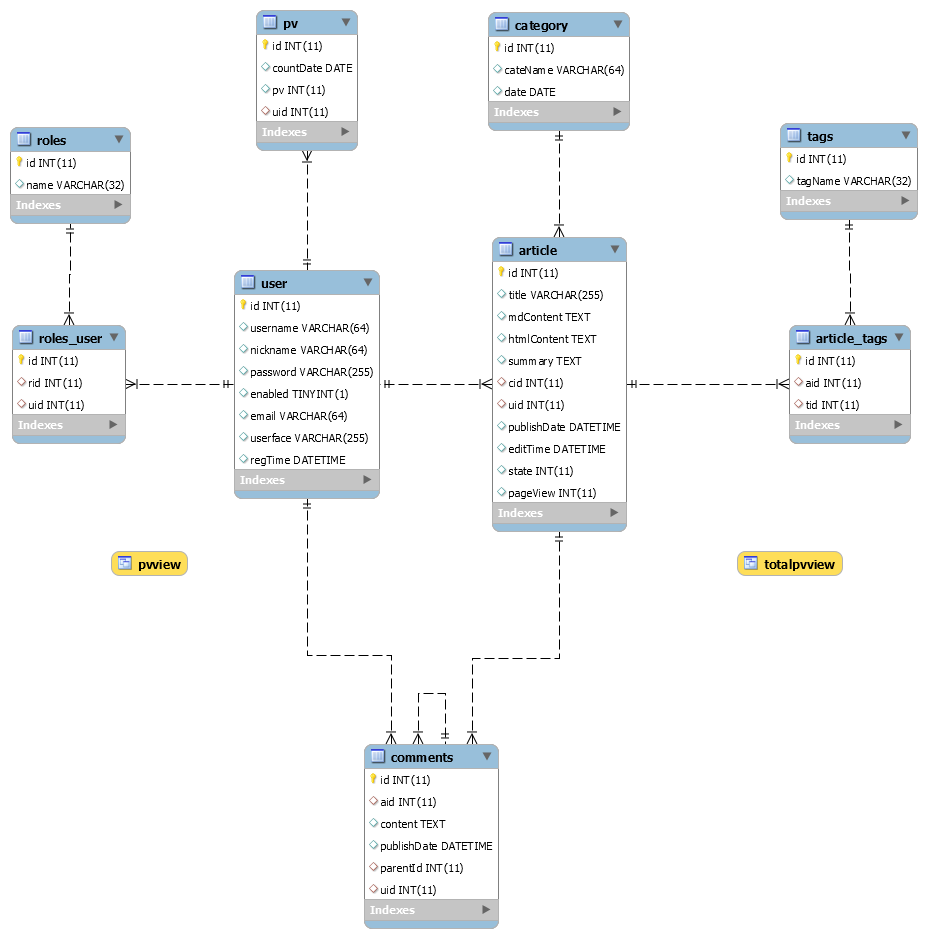 pv
id INT(11)
countDate DATE
pv INT(11)
uid INT(11)
Indexes
category
id INT(11)
cateName VARCHAR(64)
date DATE
Indexes
roles
id INT(11)
name VARCHAR(32)
Indexes
tags
id INT(11)
tagName VARCHAR(32)
Indexes
user
id INT(11)
username VARCHAR(64)
nickname VARCHAR(64)
password VARCHAR(255)
enabled TINYINT(1)
email VARCHAR(64)
userface VARCHAR(255)
regTime DATETIME
Indexes
article
id INT(11)
title VARCHAR(255)
mdContent TEXT
htmlContent TEXT
summary TEXT
cid INT(11)
uid INT(11)
publishDate DATETIME
editTime DATETIME
state INT(11)
pageView INT(11)
Indexes
roles_user
id INT(11)
rid INT(11)
uid INT(11)
Indexes
article_tags
id INT(11)
aid INT(11)
tid INT(11)
Indexes
pvview
totalpvview
comments
id INT(11)
aid INT(11)
content TEXT
publishDate DATETIME
parentId INT(11)
uid INT(11)
Indexes